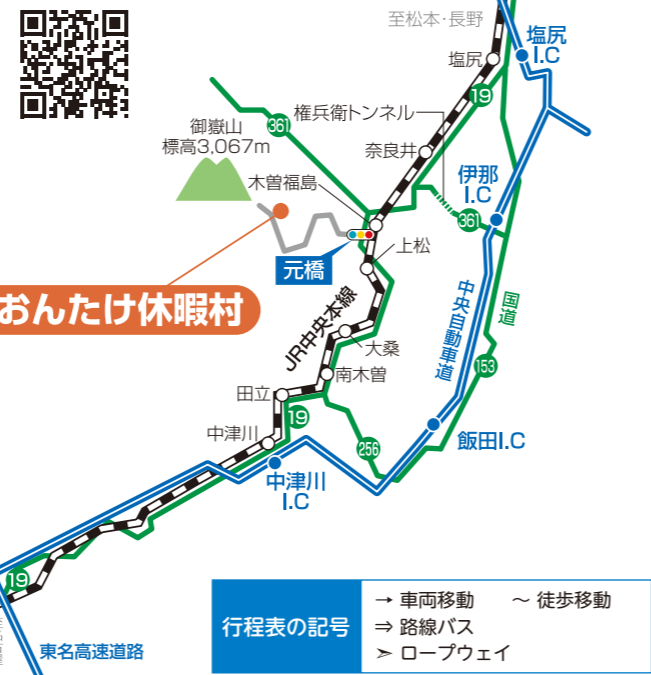 至松本・長野
塩尻
I.C
塩尻
19
権兵衛トンネル
361
御嶽山
標高3,067m
奈良井
木曽福島
伊那
I.C
361
元橋
上松
おんたけ休暇村
JR中央本線
国道
中央自動車道
大桑
153
南木曽
田立
19
中津川
256
飯田I.C
中津川
I.C
19
東名高速道路
行程表の記号
→ 車両移動 ～ 徒歩移動
⇒ 路線バス
➣ ロープウェイ